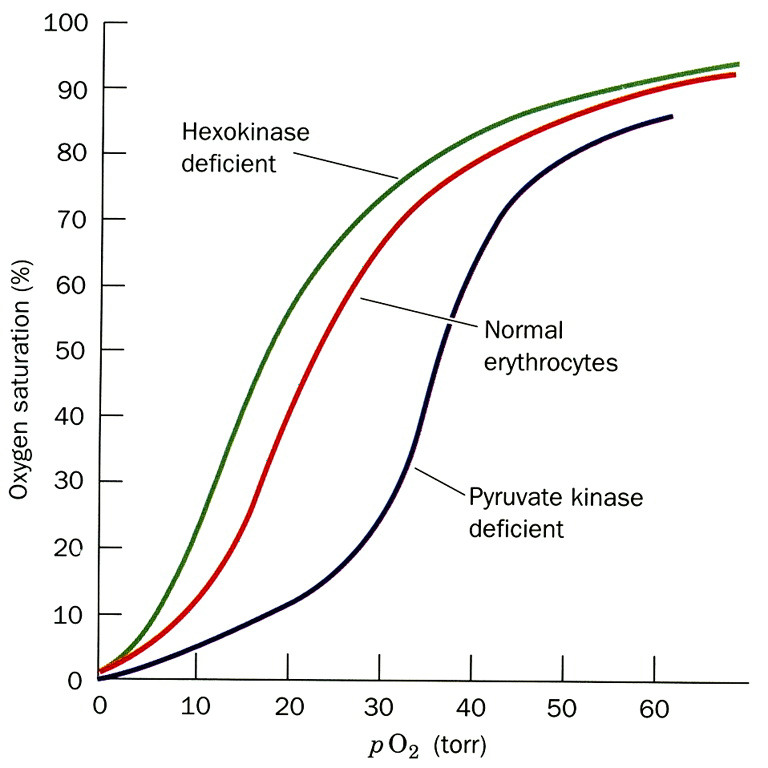 100
90
80
70
60
50
40
30
20
10
0
Oxygen saturation (%)
Hexokinase
deficient
Normal
erythrocytes
Pyruvate kinase
deficient
0 10 20 30 40 50 60
pO₂ (torr)